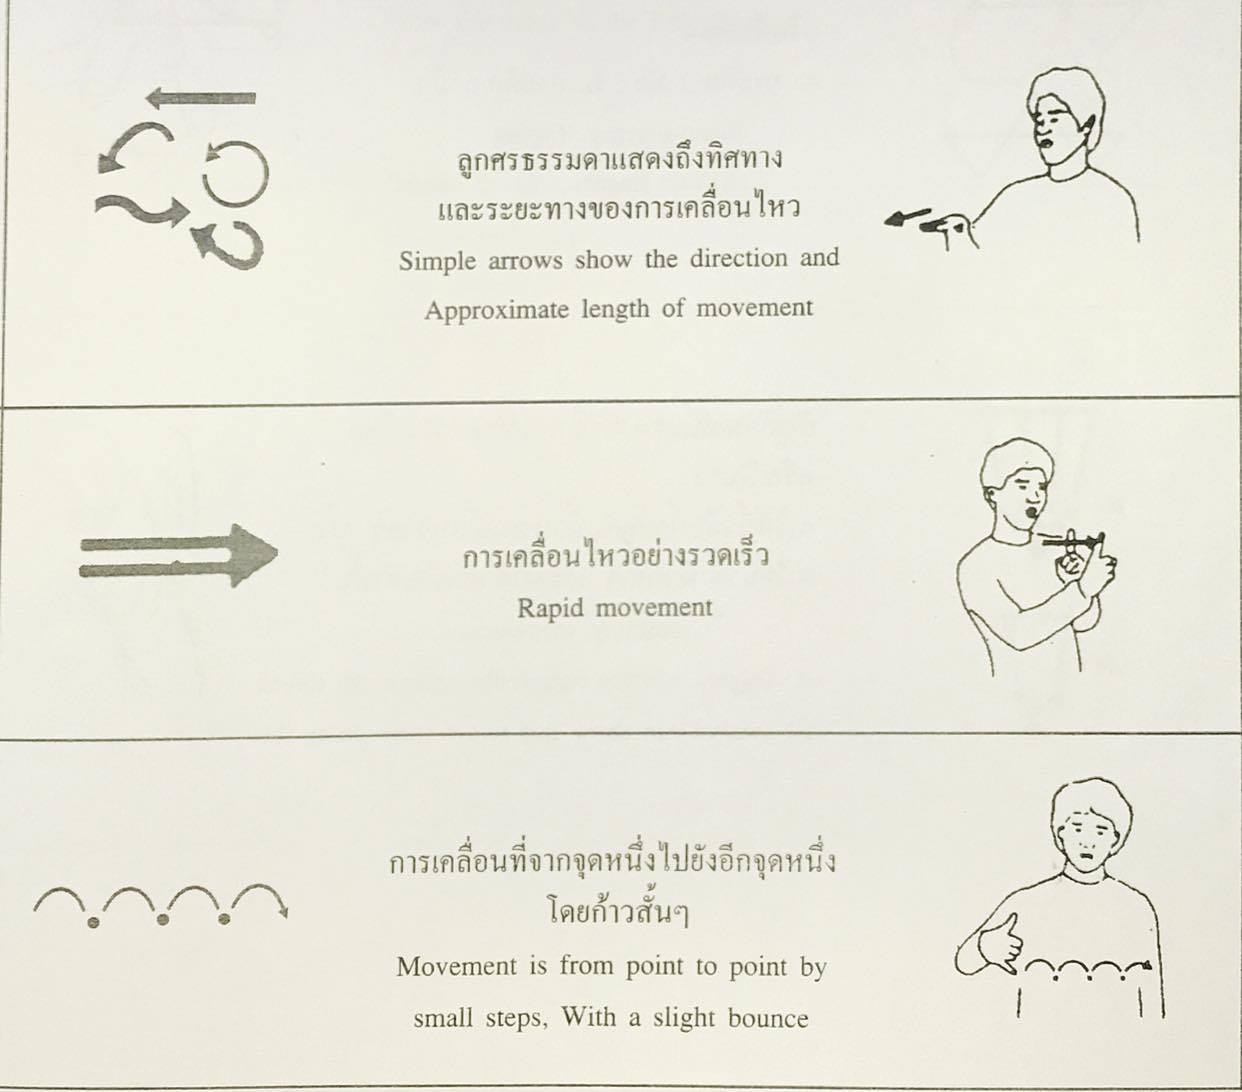 ลูกศรธรรมดาแสดงถึงทิศทาง
และระยะทางของการเคลื่อนไหว
Simple arrows show the direction and
Approximate length of movement
การเคลื่อนไหวอย่างรวดเร็ว
Rapid movement
การเคลื่อนที่จากจุดหนึ่งไปยังอีกจุดหนึ่ง
โดยก้าวสั้นๆ
Movement is from point to point by
small steps, With a slight bounce